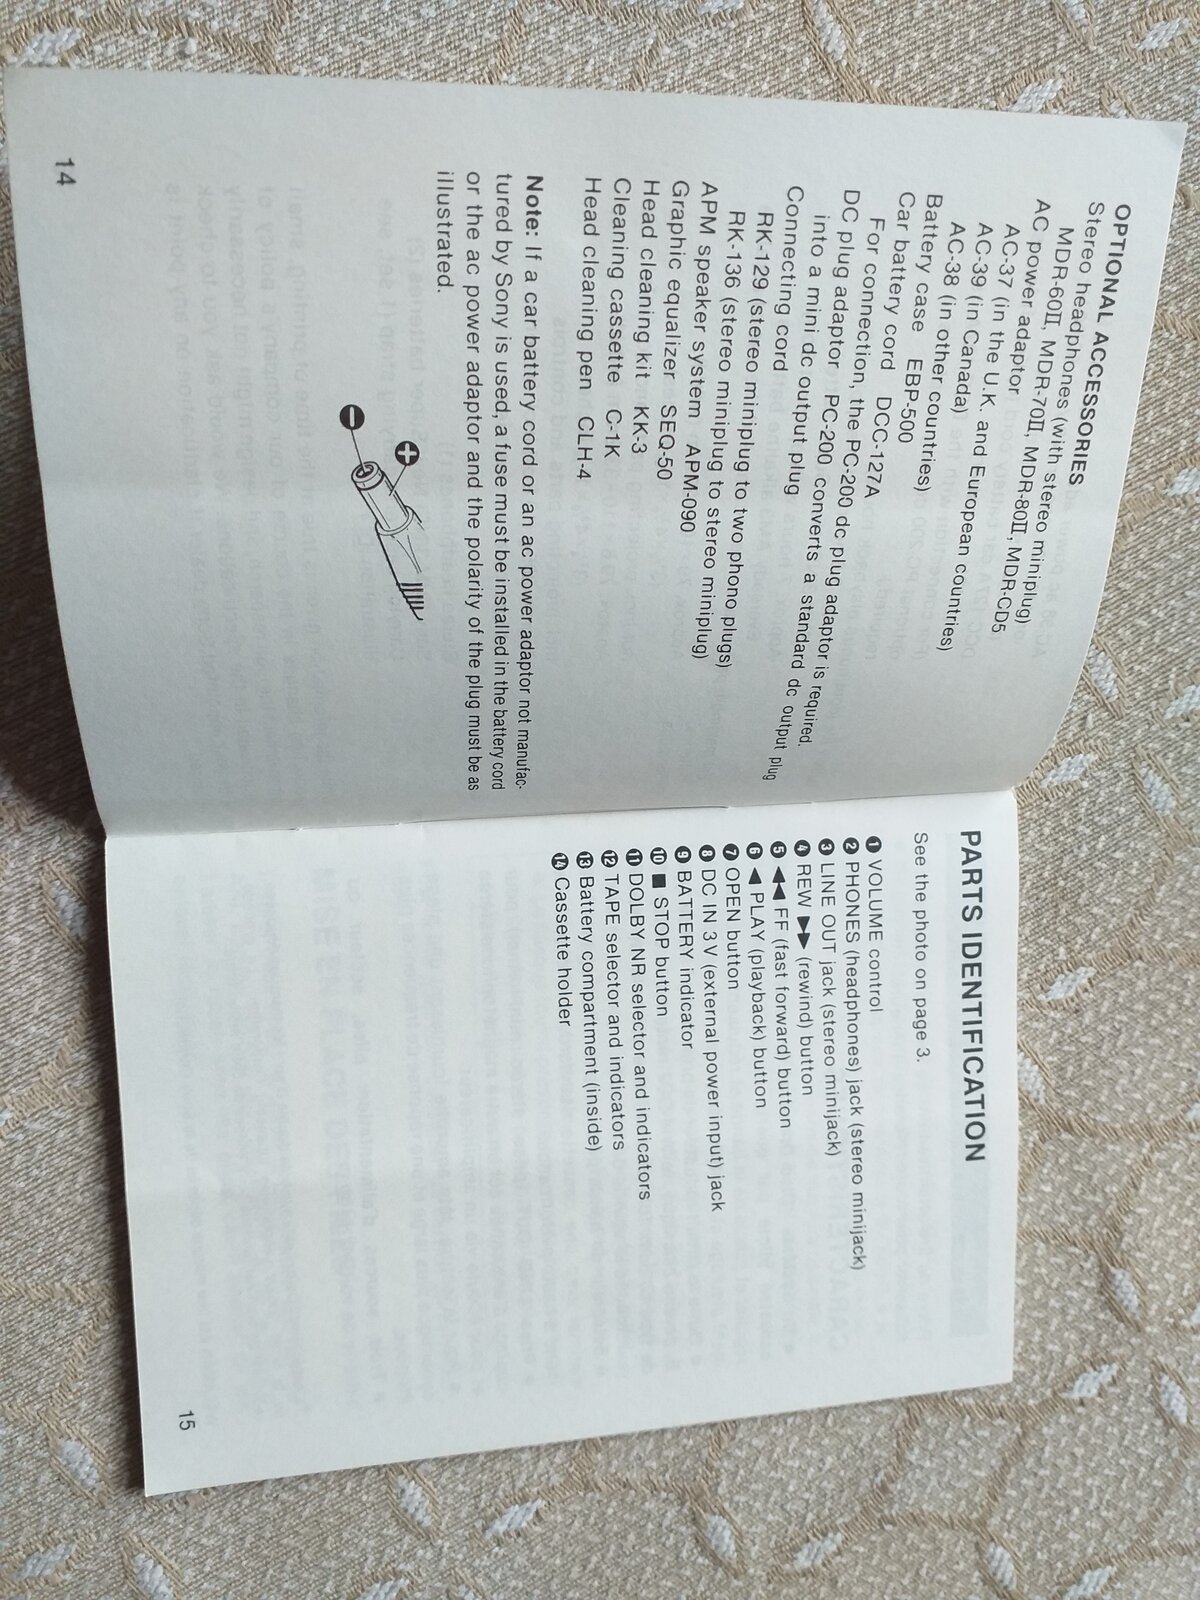 OPTIONAL ACCESSORIES
Stereo headphones (with stereo miniplug)
MDR-60II, MDR-70II, MDR-80II, MDR-CD5
AC power adaptor
AC-37 (in the U.K. and European countries)
AC-39 (in Canada)
AC-38 (in other countries)
Battery case EBP-500
Car battery cord DCC-127A
For connection, the PC-200 dc plug adaptor is required.
DC plug adaptor PC-200 converts a standard dc output plug
into a mini dc output plug
Connecting cord
RK-129 (stereo miniplug to two phono plugs)
RK-136 (stereo miniplug to stereo miniplug)
APM speaker system APM-090
Graphic equalizer SEQ-50
Head cleaning kit KK-3
Cleaning cassette C-1K
Head cleaning pen CLH-4
Note: If a car battery cord or an ac power adaptor not manufac-
tured by Sony is used, a fuse must be installed in the battery cord
or the ac power adaptor and the polarity of the plug must be as
illustrated.
⊖
⊕
14
PARTS IDENTIFICATION
See the photo on page 3.
❶ VOLUME control
❷ PHONES (headphones) jack (stereo minijack)
❸ LINE OUT jack (stereo minijack)
❹ REW ▶▶ (rewind) button
❺ ◀◀ FF (fast forward) button
❻ ◀ PLAY (playback) button
❼ OPEN button
❽ DC IN 3 V (external power input) jack
❾ BATTERY indicator
❿ ■ STOP button
⓫ DOLBY NR selector and indicators
⓬ TAPE selector and indicators
⓭ Battery compartment (inside)
⓮ Cassette holder
15